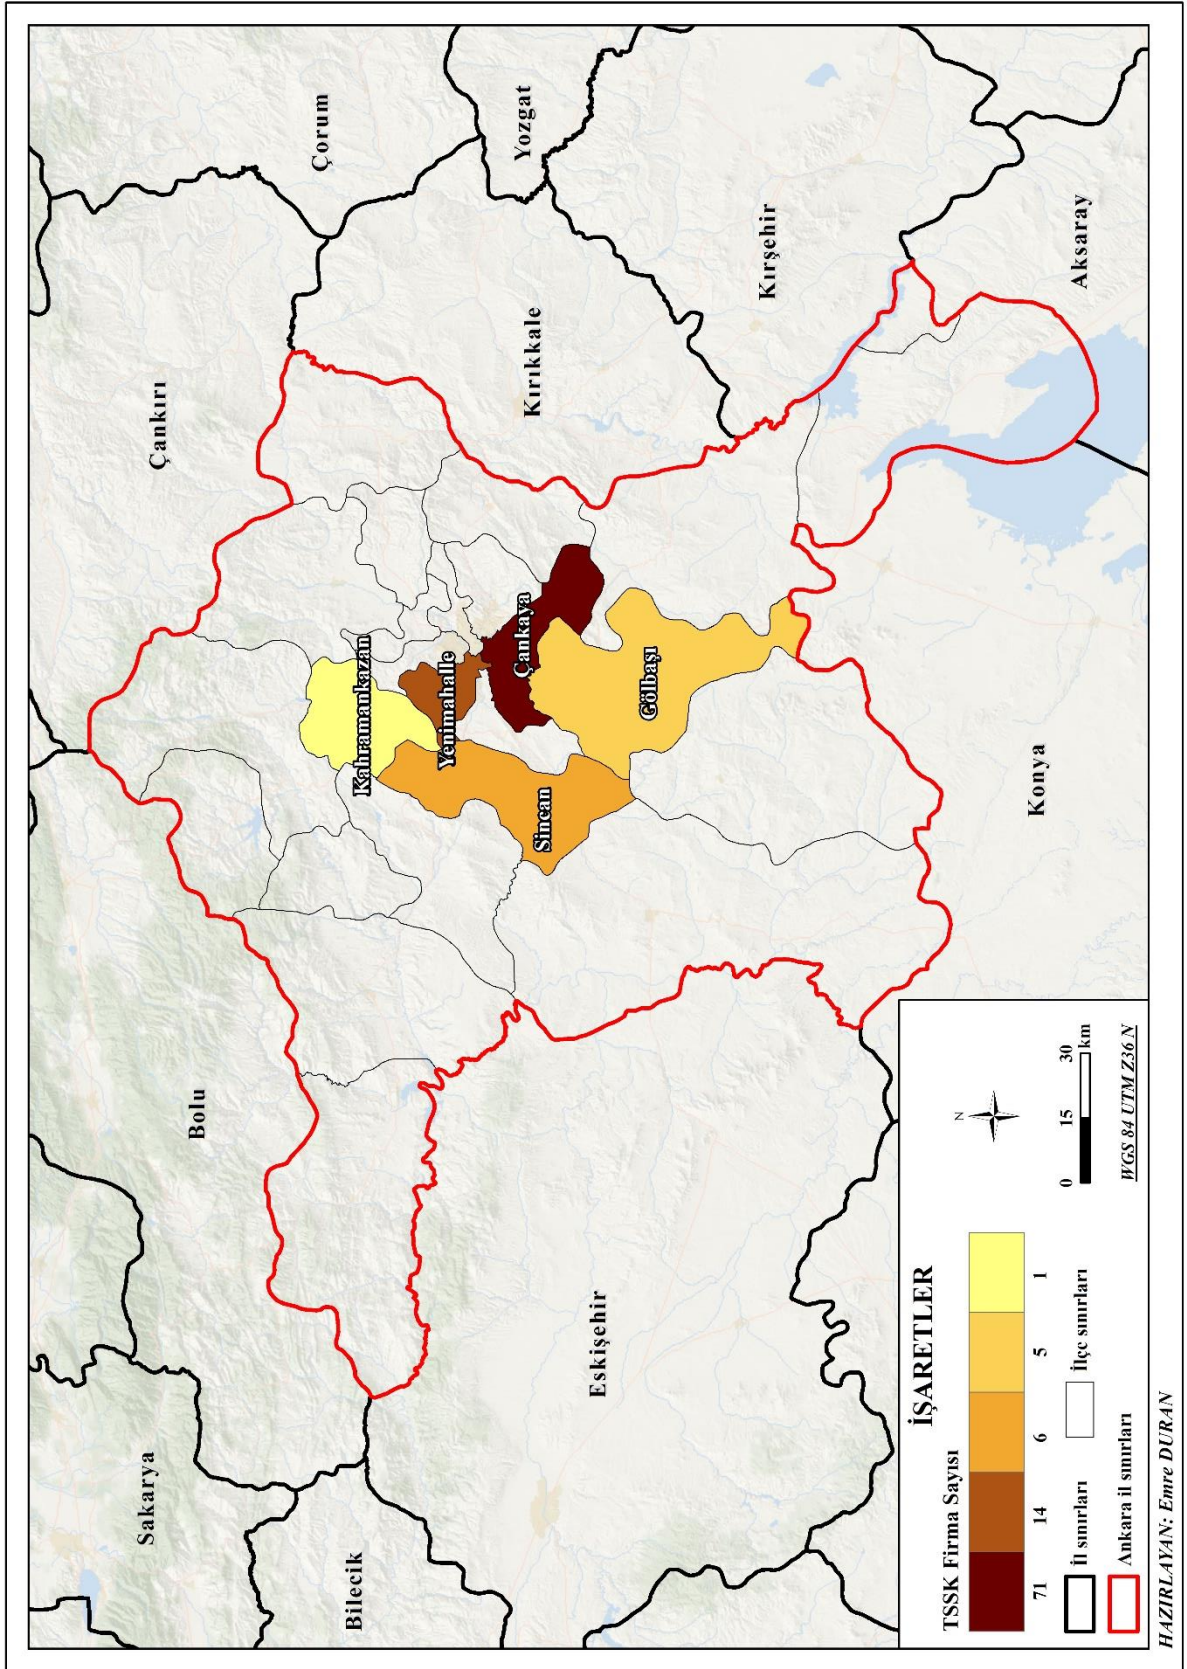 Çorum
Yozgat
Çankırı
Kırıkkale
Kırşehir
Aksaray
Kahramankazan
Yenimahalle
Çankaya
Gölbaşı
Sincan
Konya
Bolu
Eskişehir
Sakarya
Bilecik
İŞARETLER
TSSK Firma Sayısı
71 14 6 5 1
İl sınırları İlçe sınırları
Ankara il sınırları
N
0 15 30 km
WGS 84 UTM Z36 N
HAZIRLAYAN: Emre DURAN